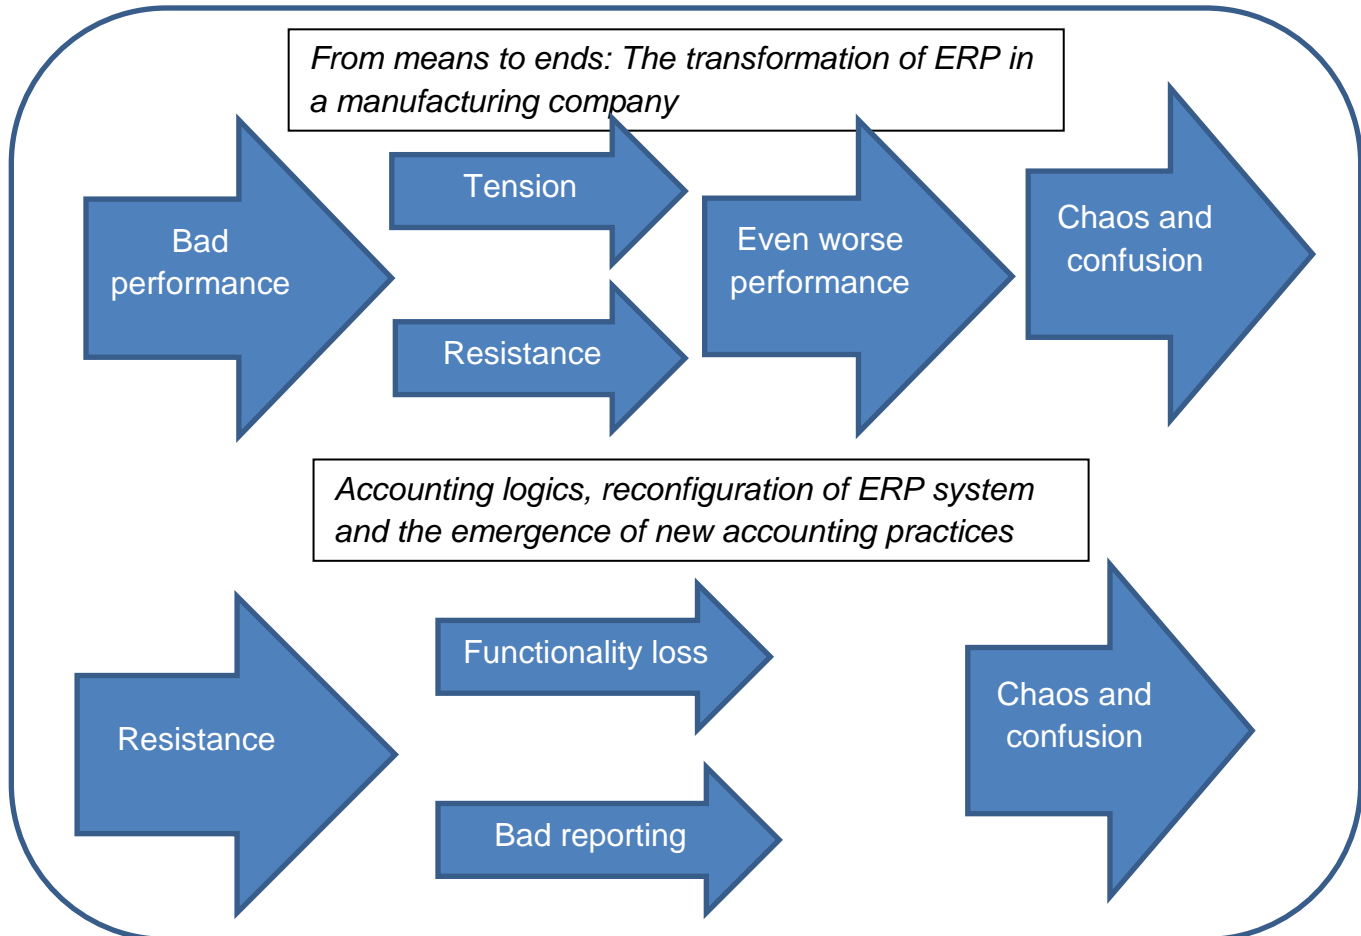 From means to ends: The transformation of ERP in
a manufacturing company
Bad
performance
Tension
Resistance
Even worse
performance
Chaos and
confusion
Accounting logics, reconfiguration of ERP system
and the emergence of new accounting practices
Resistance
Functionality loss
Bad reporting
Chaos and
confusion